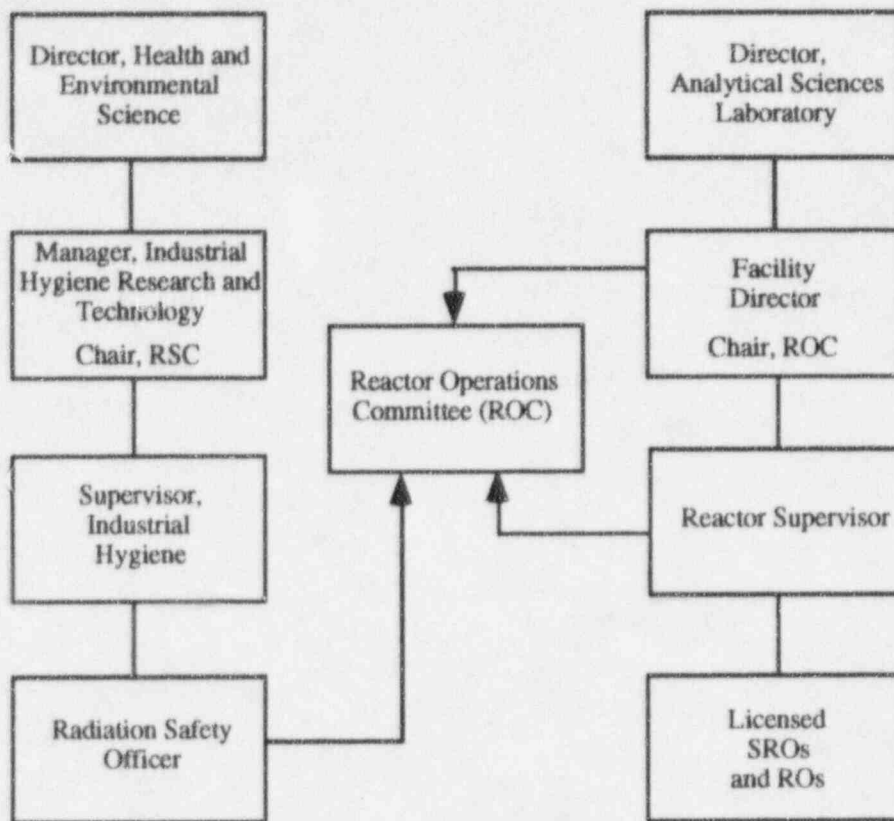 Director, Health and
Environmental
Science
Director,
Analytical Sciences
Laboratory
Manager, Industrial
Hygiene Research and
Technology
Chair, RSC
Facility
Director
Chair, ROC
Reactor Operations
Committee (ROC)
Supervisor,
Industrial
Hygiene
Reactor Supervisor
Radiation Safety
Officer
Licensed
SROs
and ROs